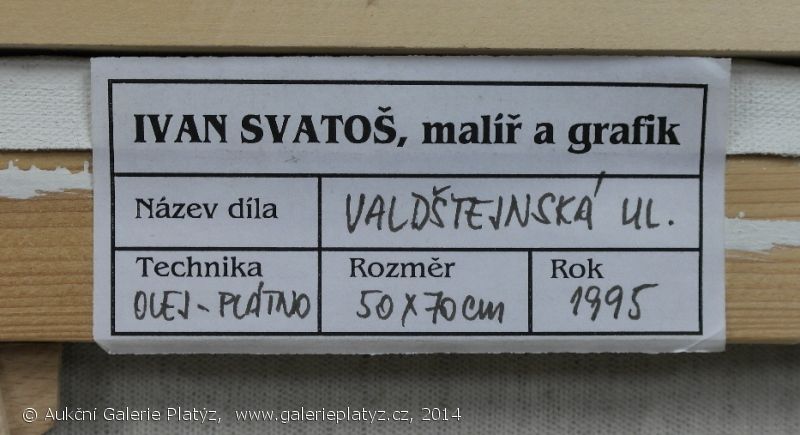 IVAN SVATOŠ, malíř a grafik
Název díla VALDŠTEJNSKÁ UL.
Technika Rozměr Rok
OLEJ - PLÁTNO 50 x 70 cm 1995
© Aukční Galerie Platýz, www.galerieplatyz.cz, 2014